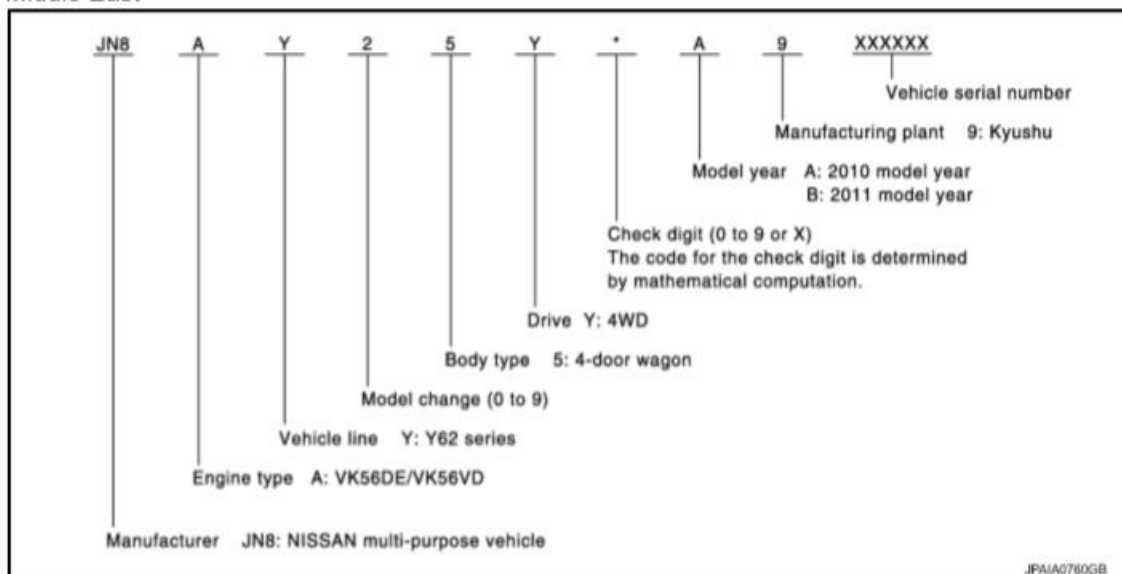 JN8 A Y 2 5 Y * A 9 XXXXXX
Vehicle serial number
Manufacturing plant 9: Kyushu
Model year A: 2010 model year
B: 2011 model year
Check digit (0 to 9 or X)
The code for the check digit is determined
by mathematical computation.
Drive Y: 4WD
Body type 5: 4-door wagon
Model change (0 to 9)
Vehicle line Y: Y62 series
Engine type A: VK56DE/VK56VD
Manufacturer JN8: NISSAN multi-purpose vehicle
JPAIA0760GB